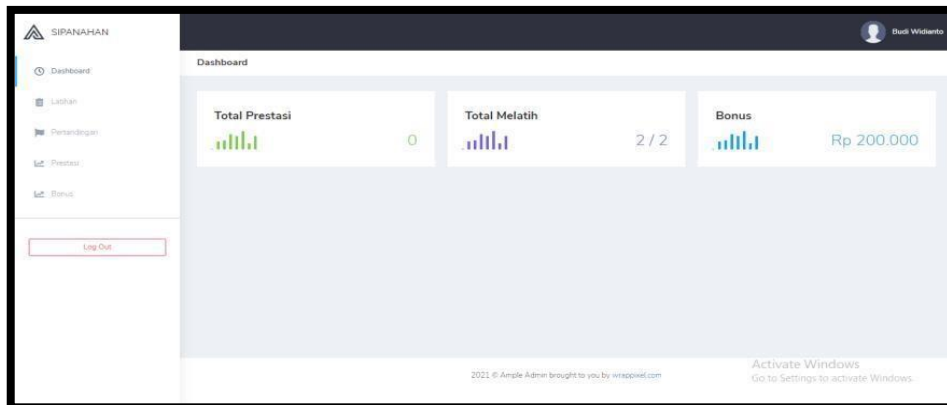 SIPANAHAN
Budi Widianto
Dashboard
Dashboard
Latihan
Pertandingan
Prestasi
Bonus
Log Out
Total Prestasi
0
Total Melatih
2 / 2
Bonus
Rp 200.000
2021 © Ample Admin brought to you by wrappixel.com
Activate Windows
Go to Settings to activate Windows.